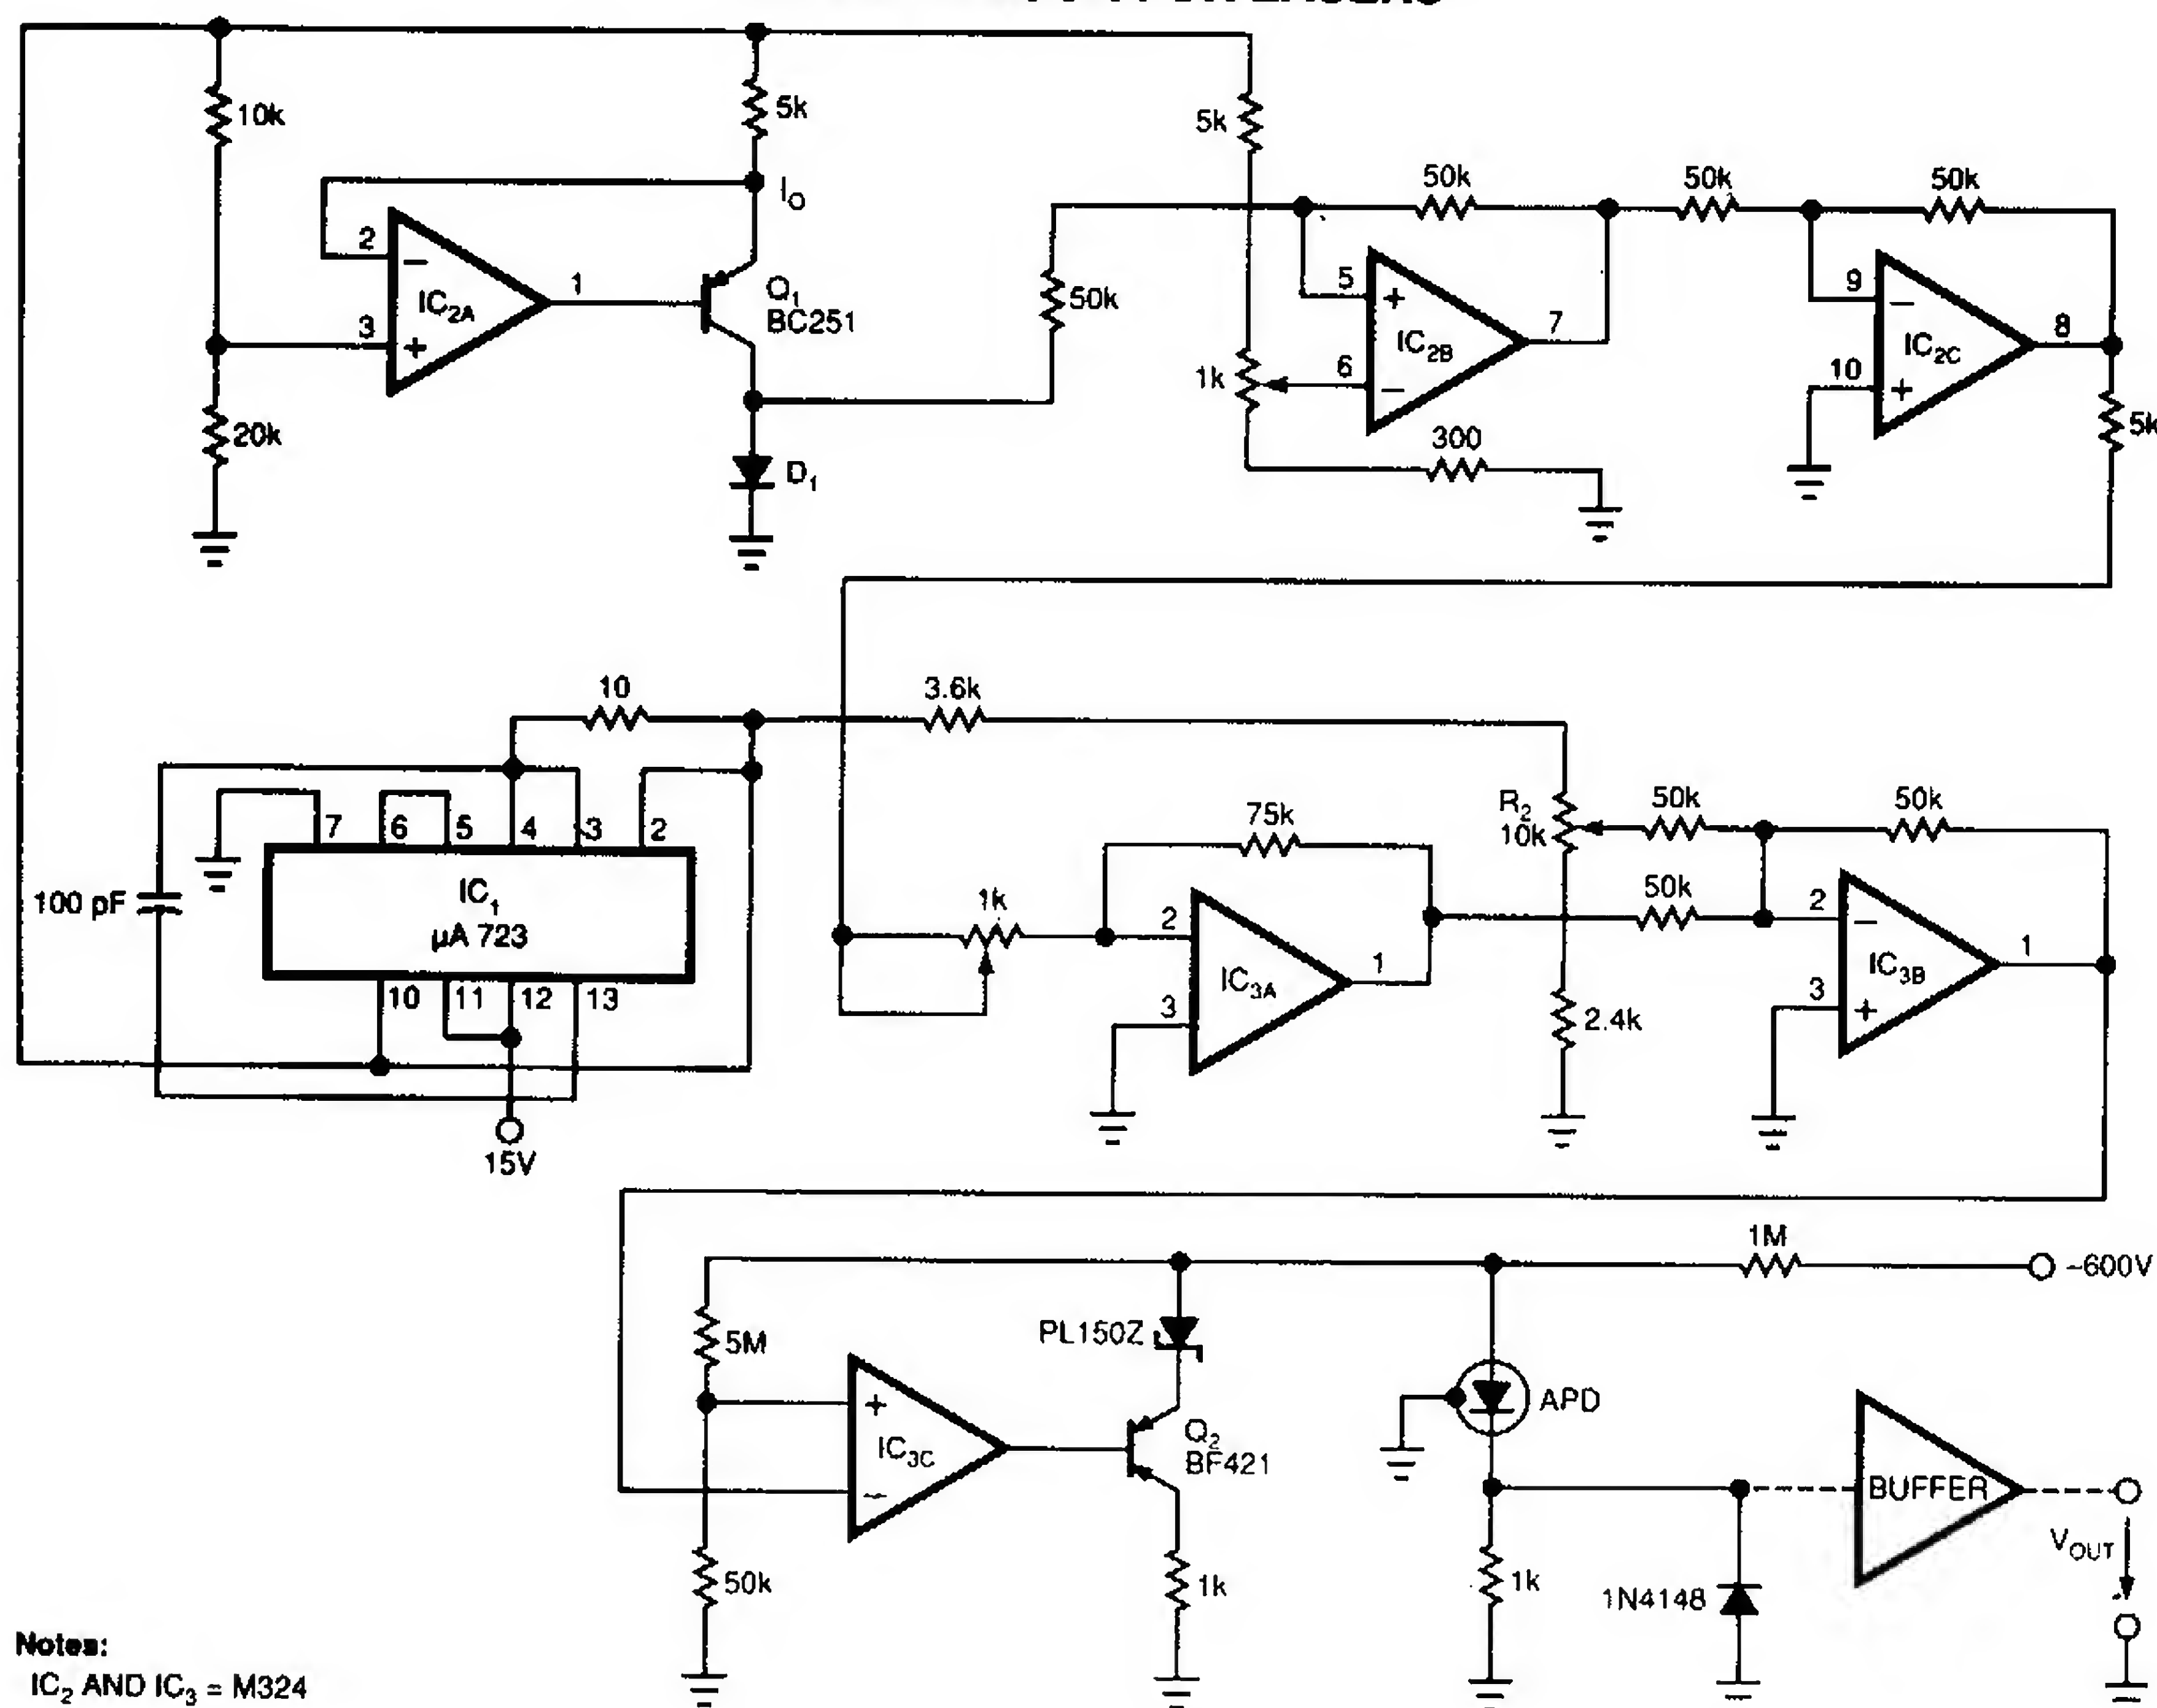 10k
5k
5k
I_O
50k
50k
50k
2
−
IC2A
1
3
+
Q1
BC251
50k
5
+
IC2B
7
1k
6
−
9
−
IC2C
8
10
+
5k
20k
D1
300
10
3.6k
7
6
5
4
3
2
IC1
µA 723
100 pF
10
11
12
13
15V
75k
1k
2
IC3A
1
3
R2
10k
50k
50k
50k
2
−
IC3B
1
3
+
2.4k
1M
−600V
5M
PL150Z
+
IC3C
−
Q2
BF421
APD
BUFFER
VOUT
50k
1k
1k
1N4148
Notes:
IC2 AND IC3 = M324